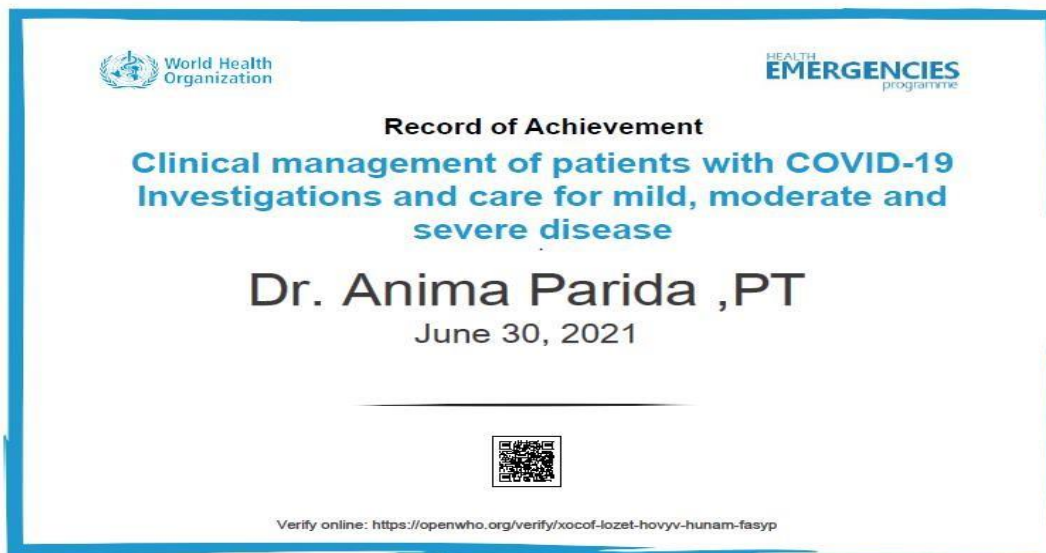 World Health
Organization
HEALTH
EMERGENCIES
programme
Record of Achievement
Clinical management of patients with COVID-19
Investigations and care for mild, moderate and
severe disease
Dr. Anima Parida ,PT
June 30, 2021
Verify online: https://openwho.org/verify/xocof-lozet-hovyv-hunam-fasyp